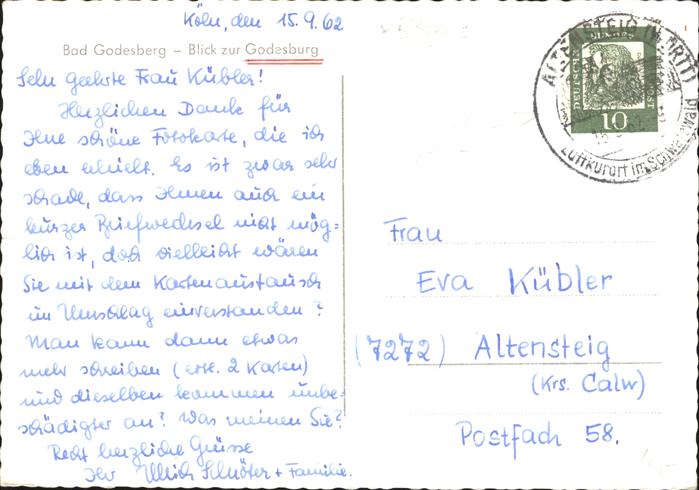 Köln, den 15.9.62
Bad Godesberg – Blick zur Godesburg
Sehr geehrte Frau Kübler!
Herzlichen Dank für
Ihre schöne Fotokarte, die ich
eben erhielt. Es ist zwar sehr
schade, dass Ihnen auch ein
kurzer Briefwechsel nicht mög-
lich ist, doch vielleicht wären
Sie mit dem Kartenaustausch
im Umschlag einverstanden?
Man kann dann etwas
mehr schreiben (evtl. 2 Karten)
und dieselben kommen unbe-
schädigter an? Was meinen Sie?
Recht herzliche Grüsse
Ihr Ullrich Schlüter + Familie.
ALTENSTEIG (WÜRTT)
Luftkurort im Schwarzwald
DEUTSCHE
10
Frau
Eva Kübler
(7272) Altensteig
(Krs. Calw)
Postfach 58.